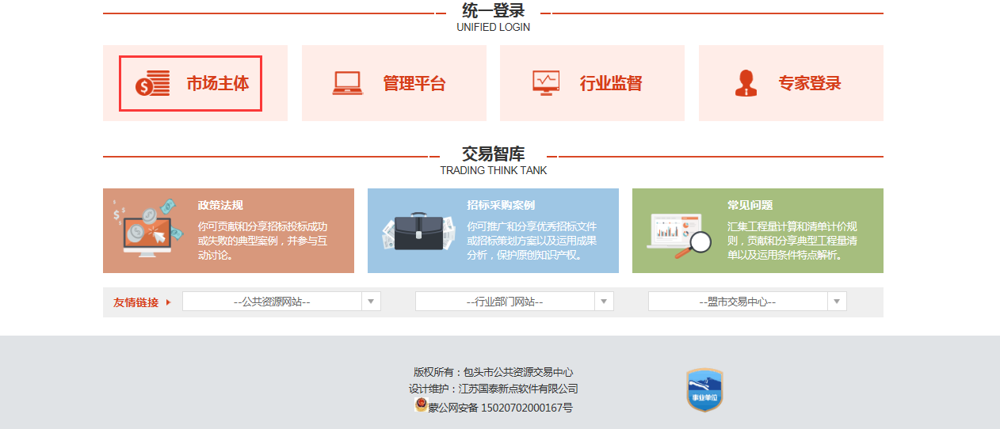 统一登录
UNIFIED LOGIN
市场主体
管理平台
行业监督
专家登录
交易智库
TRADING THINK TANK
政策法规
你可贡献和分享招标投标成功
或失败的典型案例，并参与互
动讨论。
招标采购案例
你可推广和分享优秀招标文件
或招标策划方案以及运用成果
分析，保护原创知识产权。
常见问题
汇集工程量计算和清单计价规
则，贡献和分享典型工程量清
单以及运用条件特点解析。
友情链接
--公共资源网站--
--行业部门网站--
--盟市交易中心--
版权所有：包头市公共资源交易中心
设计维护：江苏国泰新点软件有限公司
蒙公网安备 15020702000167号
事业单位